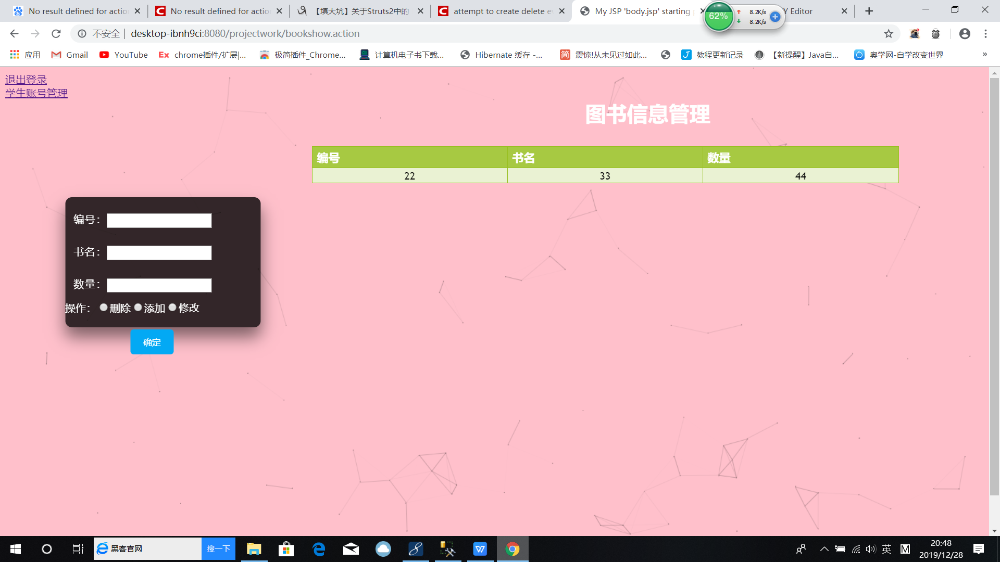 No result defined for actio
No result defined for actio
【填大坑】关于Struts2中的
attempt to create delete e
My JSP 'body.jsp' starting
Y Editor
62%
8.2K/s
8.2K/s
不安全
desktop-ibnh9ci:8080/projectwork/bookshow.action
应用
Gmail
YouTube
Ex
chrome插件/扩展|...
极简插件_Chrome...
计算机电子书下载...
Hibernate 缓存 -...
简
震惊!从未见过如此...
教程更新记录
【新提醒】Java自...
奥学网-自学改变世界
»
退出登录
学生账号管理
图书信息管理
编号 书名 数量
22 33 44
编号：
书名：
数量：
操作： 删除 添加 修改
确定
黑客官网
搜一下
英
M
20:48
2019/12/28